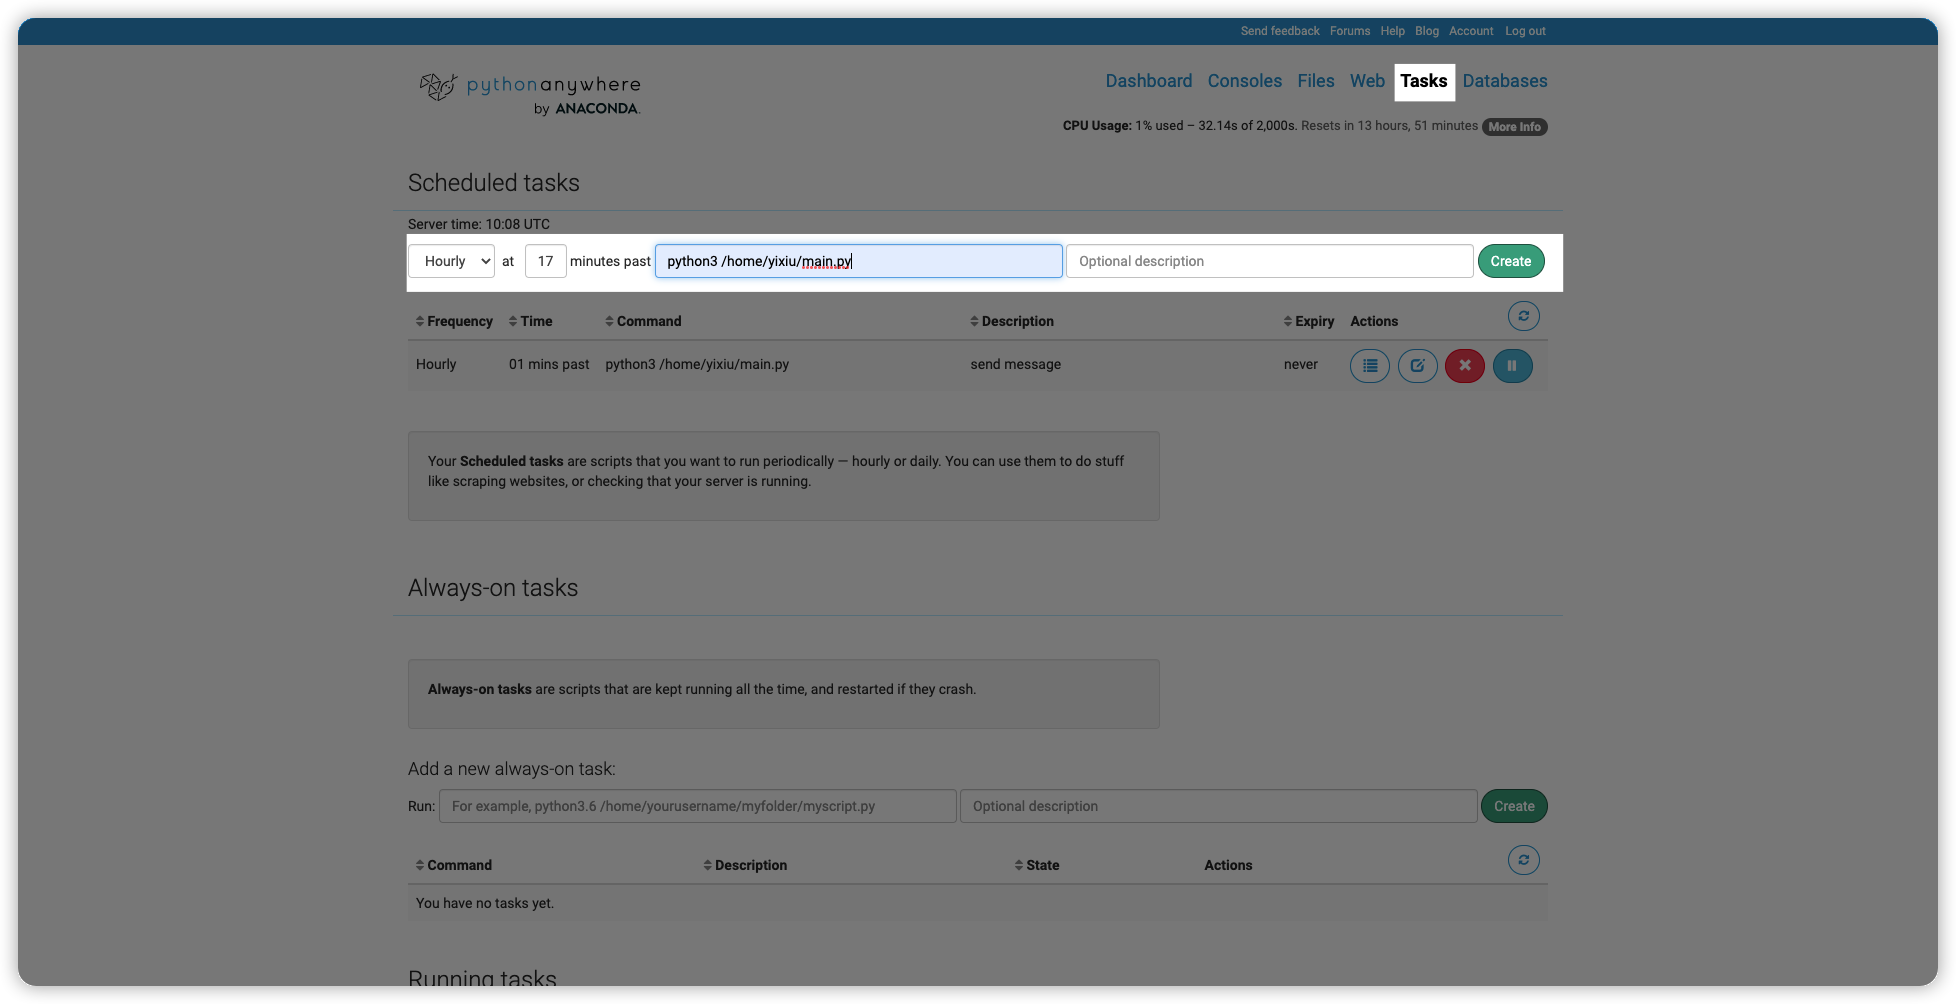 Send feedback Forums Help Blog Account Log out
pythonanywhere
by ANACONDA.
Dashboard Consoles Files Web Tasks Databases
CPU Usage: 1% used – 32.14s of 2,000s. Resets in 13 hours, 51 minutes More Info
Scheduled tasks
Server time: 10:08 UTC
Hourly at 17 minutes past python3 /home/yixiu/main.py Optional description Create
Frequency Time Command Description Expiry Actions
Hourly 01 mins past python3 /home/yixiu/main.py send message never
Your Scheduled tasks are scripts that you want to run periodically — hourly or daily. You can use them to do stuff
like scraping websites, or checking that your server is running.
Always-on tasks
Always-on tasks are scripts that are kept running all the time, and restarted if they crash.
Add a new always-on task:
Run: For example, python3.6 /home/yourusername/myfolder/myscript.py Optional description Create
Command Description State Actions
You have no tasks yet.
Running tasks